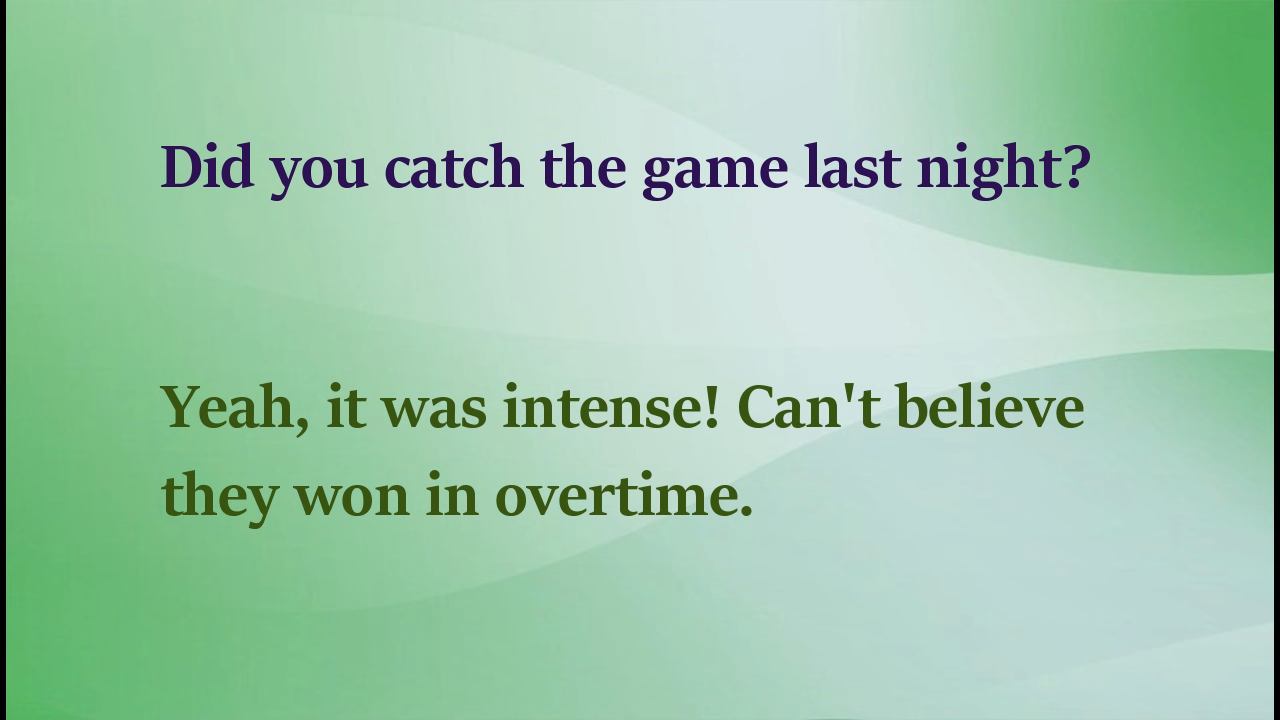 Did you catch the game last night?
Yeah, it was intense! Can't believe
they won in overtime.